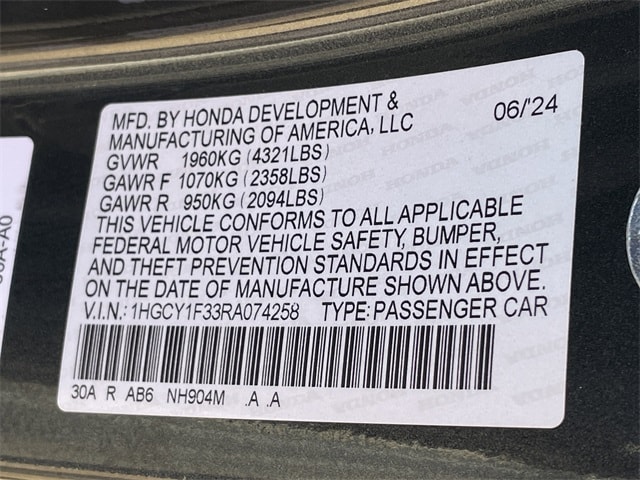 MFD. BY HONDA DEVELOPMENT &
MANUFACTURING OF AMERICA, LLC 06/'24
GVWR 1960KG (4321LBS)
GAWR F 1070KG (2358LBS)
GAWR R 950KG (2094LBS)
THIS VEHICLE CONFORMS TO ALL APPLICABLE
FEDERAL MOTOR VEHICLE SAFETY, BUMPER,
AND THEFT PREVENTION STANDARDS IN EFFECT
ON THE DATE OF MANUFACTURE SHOWN ABOVE.
V.I.N.: 1HGCY1F33RA074258 TYPE: PASSENGER CAR
30A R AB6 NH904M .A .A